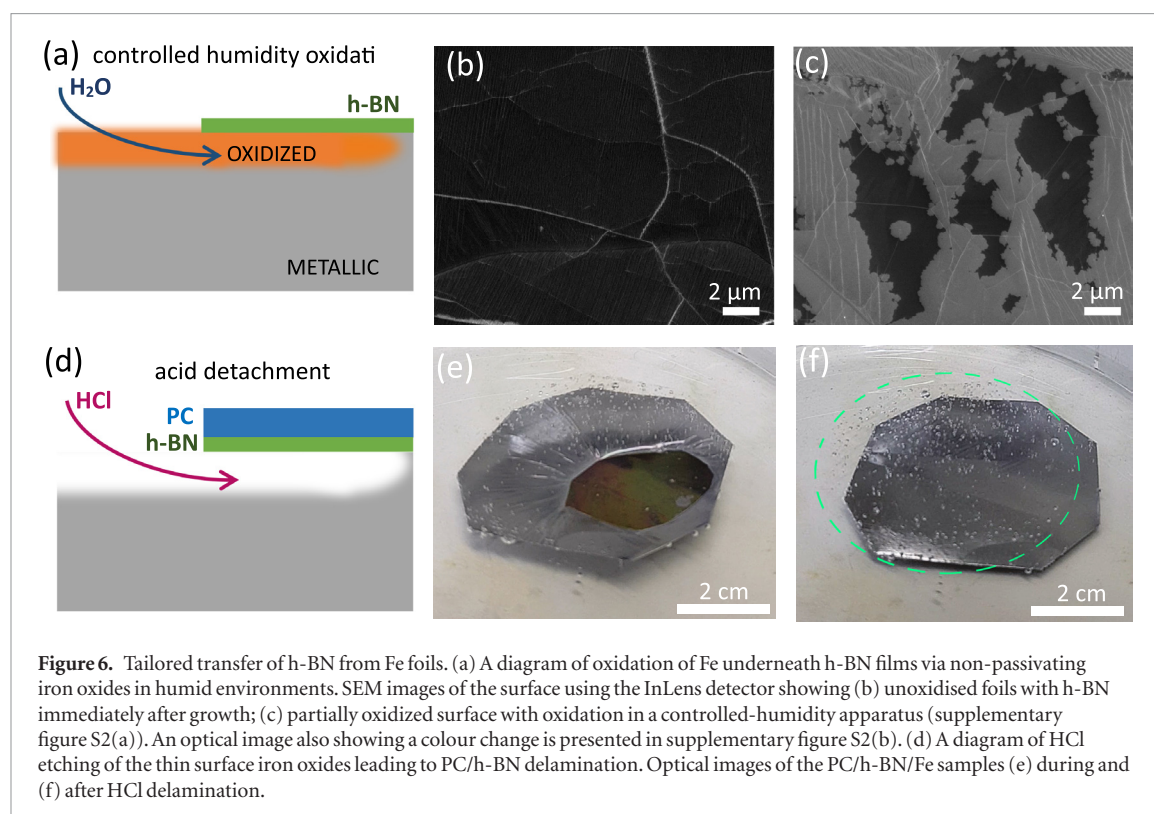 (a) controlled humidity oxidati
H₂O
h-BN
OXIDIZED
METALLIC
(b)
2 μm
(c)
2 μm
(d)
acid detachment
HCl
PC
h-BN
(e)
2 cm
(f)
2 cm
Figure 6. Tailored transfer of h-BN from Fe foils. (a) A diagram of oxidation of Fe underneath h-BN films via non-passivating
iron oxides in humid environments. SEM images of the surface using the InLens detector showing (b) unoxidised foils with h-BN
immediately after growth; (c) partially oxidized surface with oxidation in a controlled-humidity apparatus (supplementary
figure S2(a)). An optical image also showing a colour change is presented in supplementary figure S2(b). (d) A diagram of HCl
etching of the thin surface iron oxides leading to PC/h-BN delamination. Optical images of the PC/h-BN/Fe samples (e) during and
(f) after HCl delamination.